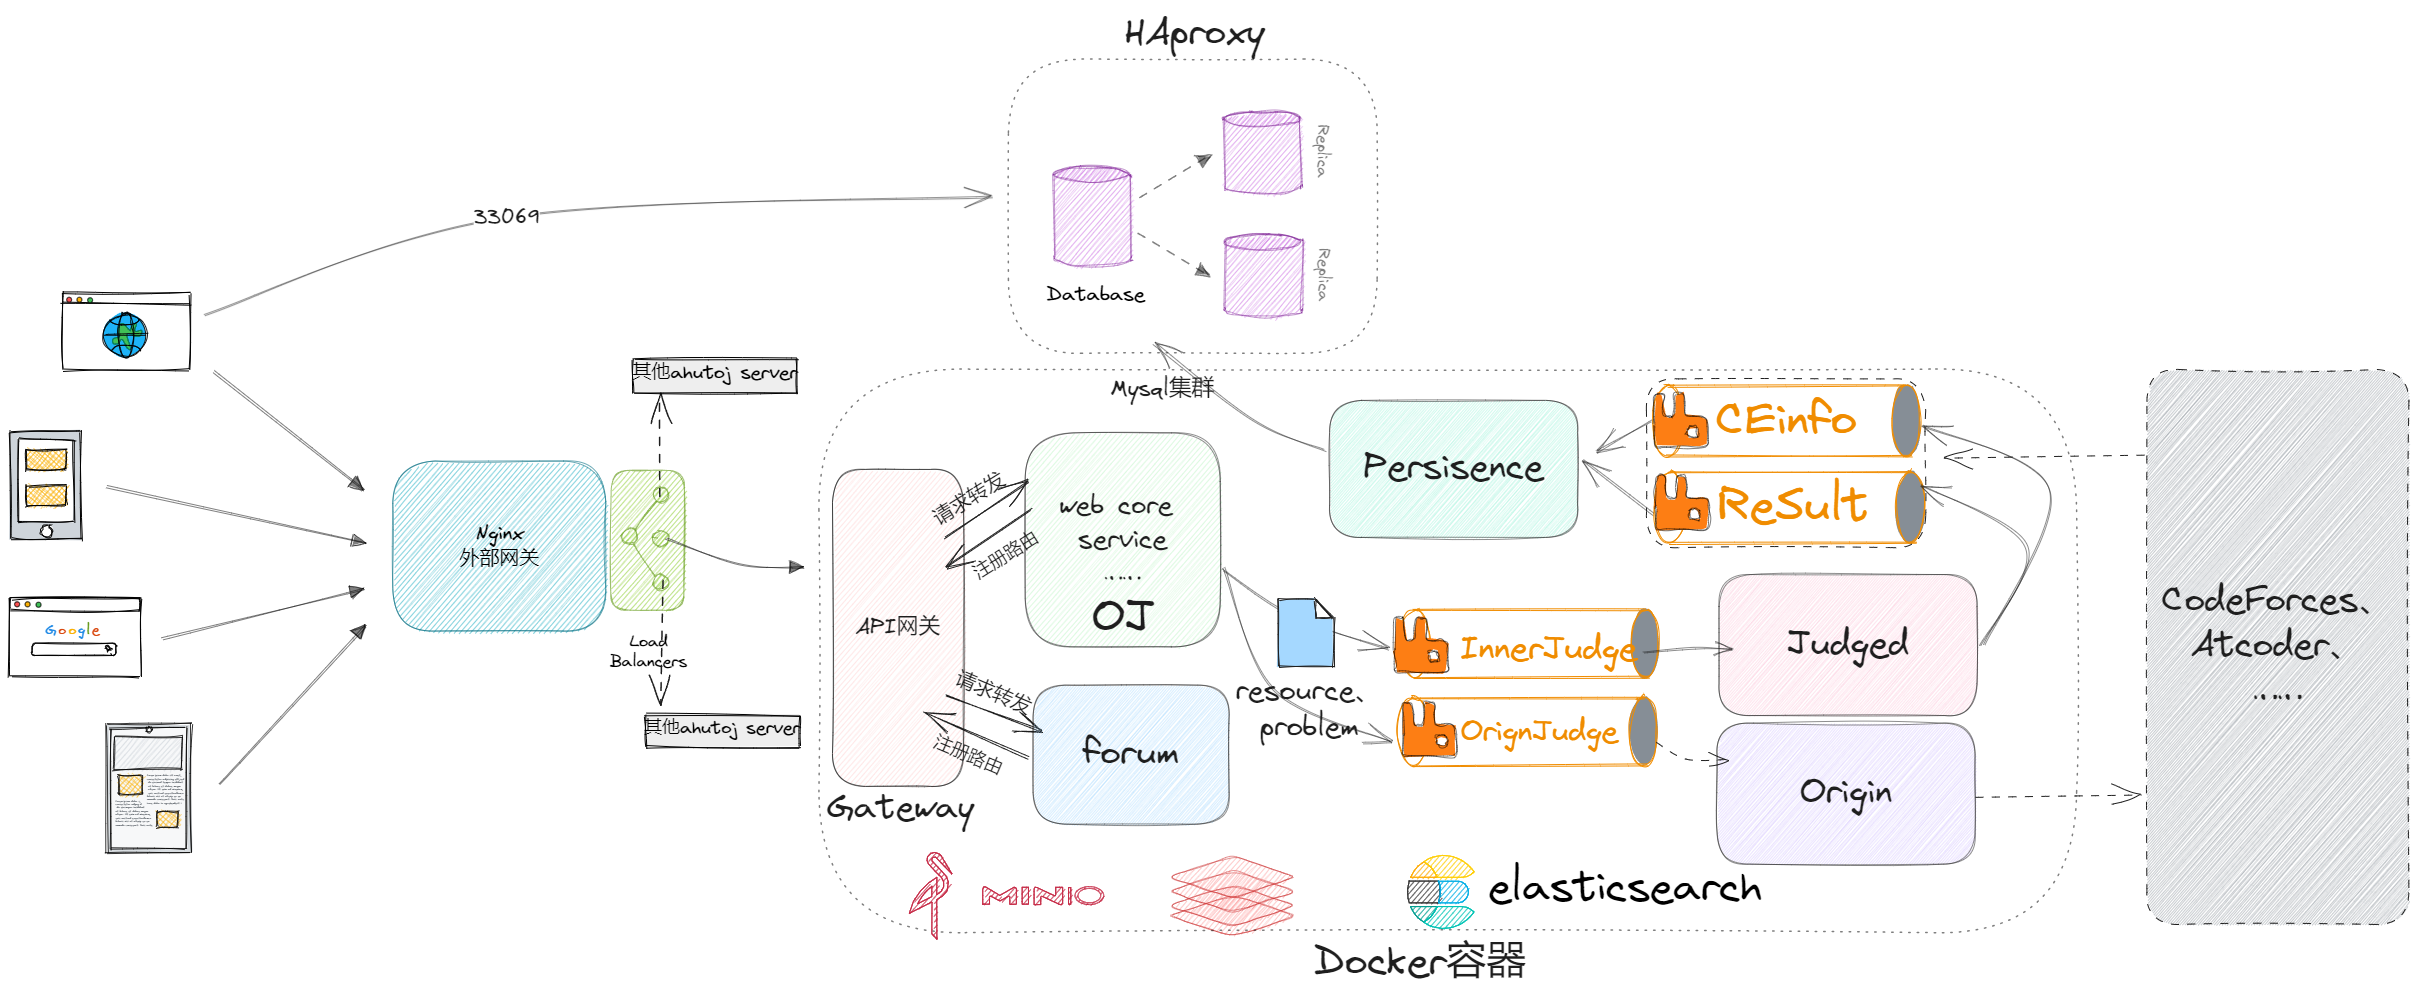 HAproxy
Replica
33069
Replica
Database
其他ahutoj server
Mysql集群
CEinfo
Persisence
ReSult
请求转发
web core
service
......
OJ
Nginx
外部网关
注册路由
CodeForces、
Atcoder、
......
Google
Load
Balancers
API网关
InnerJudge
Judged
resource、
problem
请求转发
其他ahutoj server
OrignJudge
注册路由
forum
Origin
Gateway
MINIO
elasticsearch
Docker容器